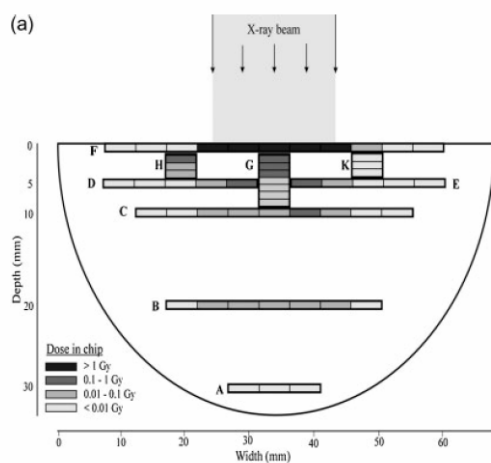 (a)
X-ray beam
0
F
H
G
K
5
D
E
10
C
Depth (mm)
20
B
Dose in chip
> 1 Gy
0.1 - 1 Gy
0.01 - 0.1 Gy
< 0.01 Gy
30
A
0 10 20 30 40 50 60
Width (mm)